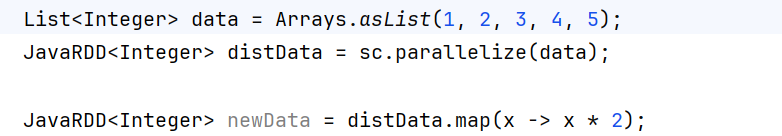 List<Integer> data = Arrays.asList(1, 2, 3, 4, 5);
JavaRDD<Integer> distData = sc.parallelize(data);
JavaRDD<Integer> newData = distData.map(x -> x * 2);